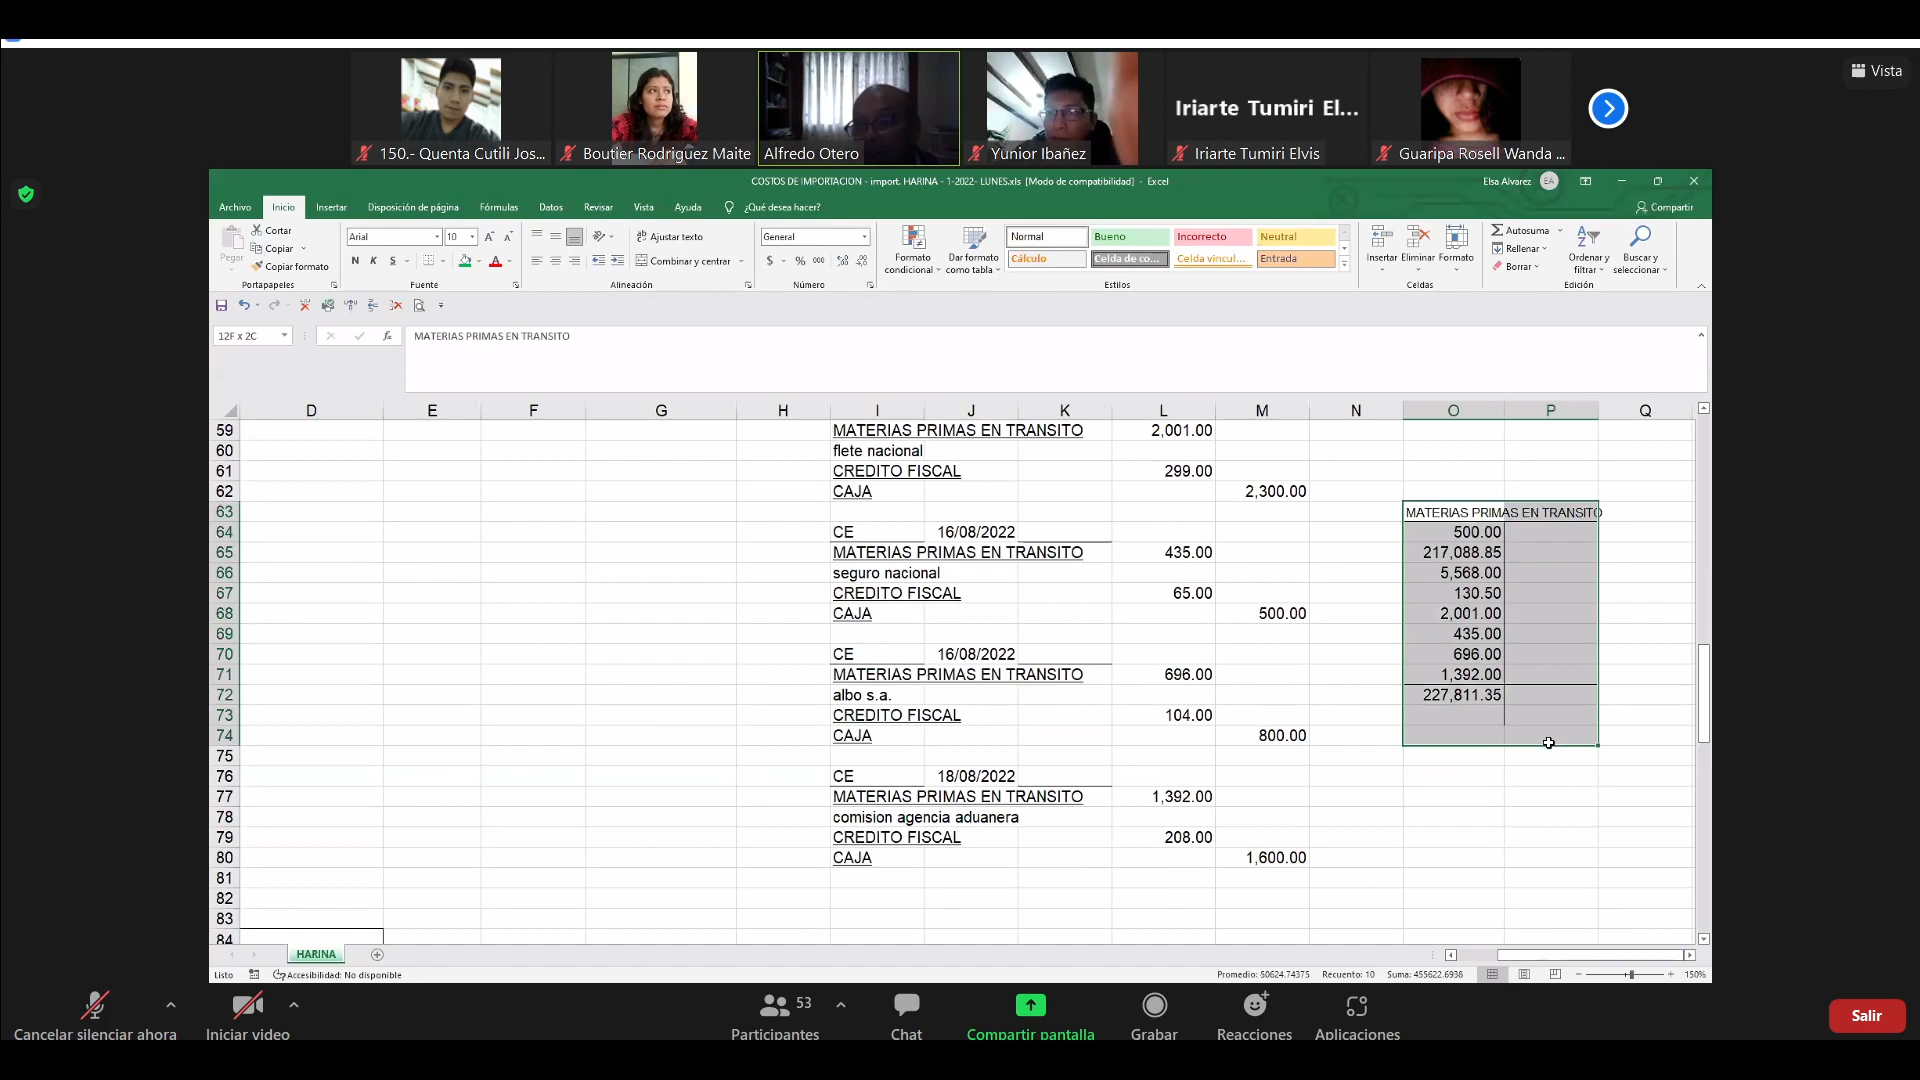 Vista
Iriarte Tumiri El...
150.- Quenta Cutili Jos...
Boutier Rodriguez Maite
Alfredo Otero
Yunior Ibañez
Iriarte Tumiri Elvis
Guaripa Rosell Wanda ...
COSTOS DE IMPORTACION - import. HARINA - 1-2022- LUNES.xls [Modo de compatibilidad] - Excel
Elsa Alvarez
EA
Archivo Inicio Insertar Disposición de página Fórmulas Datos Revisar Vista Ayuda ¿Qué desea hacer? Compartir
Pegar
Cortar
Copiar
Copiar formato
Portapapeles
Arial 10
N K S
Fuente
Ajustar texto
Combinar y centrar
Alineación
General
$ % 000
Número
Formato condicional
Dar formato como tabla
Normal Bueno Incorrecto Neutral
Cálculo Celda de co... Celda vincul... Entrada
Estilos
Insertar Eliminar Formato
Celdas
Autosuma
Rellenar
Borrar
Ordenar y filtrar
Buscar y seleccionar
Edición
12F x 2C
fx
MATERIAS PRIMAS EN TRANSITO
D E F G H I J K L M N O P Q
59 MATERIAS PRIMAS EN TRANSITO 2,001.00
60 flete nacional
61 CREDITO FISCAL 299.00
62 CAJA 2,300.00
63 MATERIAS PRIMAS EN TRANSITO
64 CE 16/08/2022 500.00
65 MATERIAS PRIMAS EN TRANSITO 435.00 217,088.85
66 seguro nacional 5,568.00
67 CREDITO FISCAL 65.00 130.50
68 CAJA 500.00 2,001.00
69 435.00
70 CE 16/08/2022 696.00
71 MATERIAS PRIMAS EN TRANSITO 696.00 1,392.00
72 albo s.a. 227,811.35
73 CREDITO FISCAL 104.00
74 CAJA 800.00
75
76 CE 18/08/2022
77 MATERIAS PRIMAS EN TRANSITO 1,392.00
78 comision agencia aduanera
79 CREDITO FISCAL 208.00
80 CAJA 1,600.00
81
82
83
84
HARINA
Listo Accesibilidad: No disponible Promedio: 50624.74375 Recuento: 10 Suma: 455622.6938 150%
53
Cancelar silenciar ahora
Iniciar video
Participantes
Chat
Compartir pantalla
Grabar
Reacciones
Aplicaciones
Salir